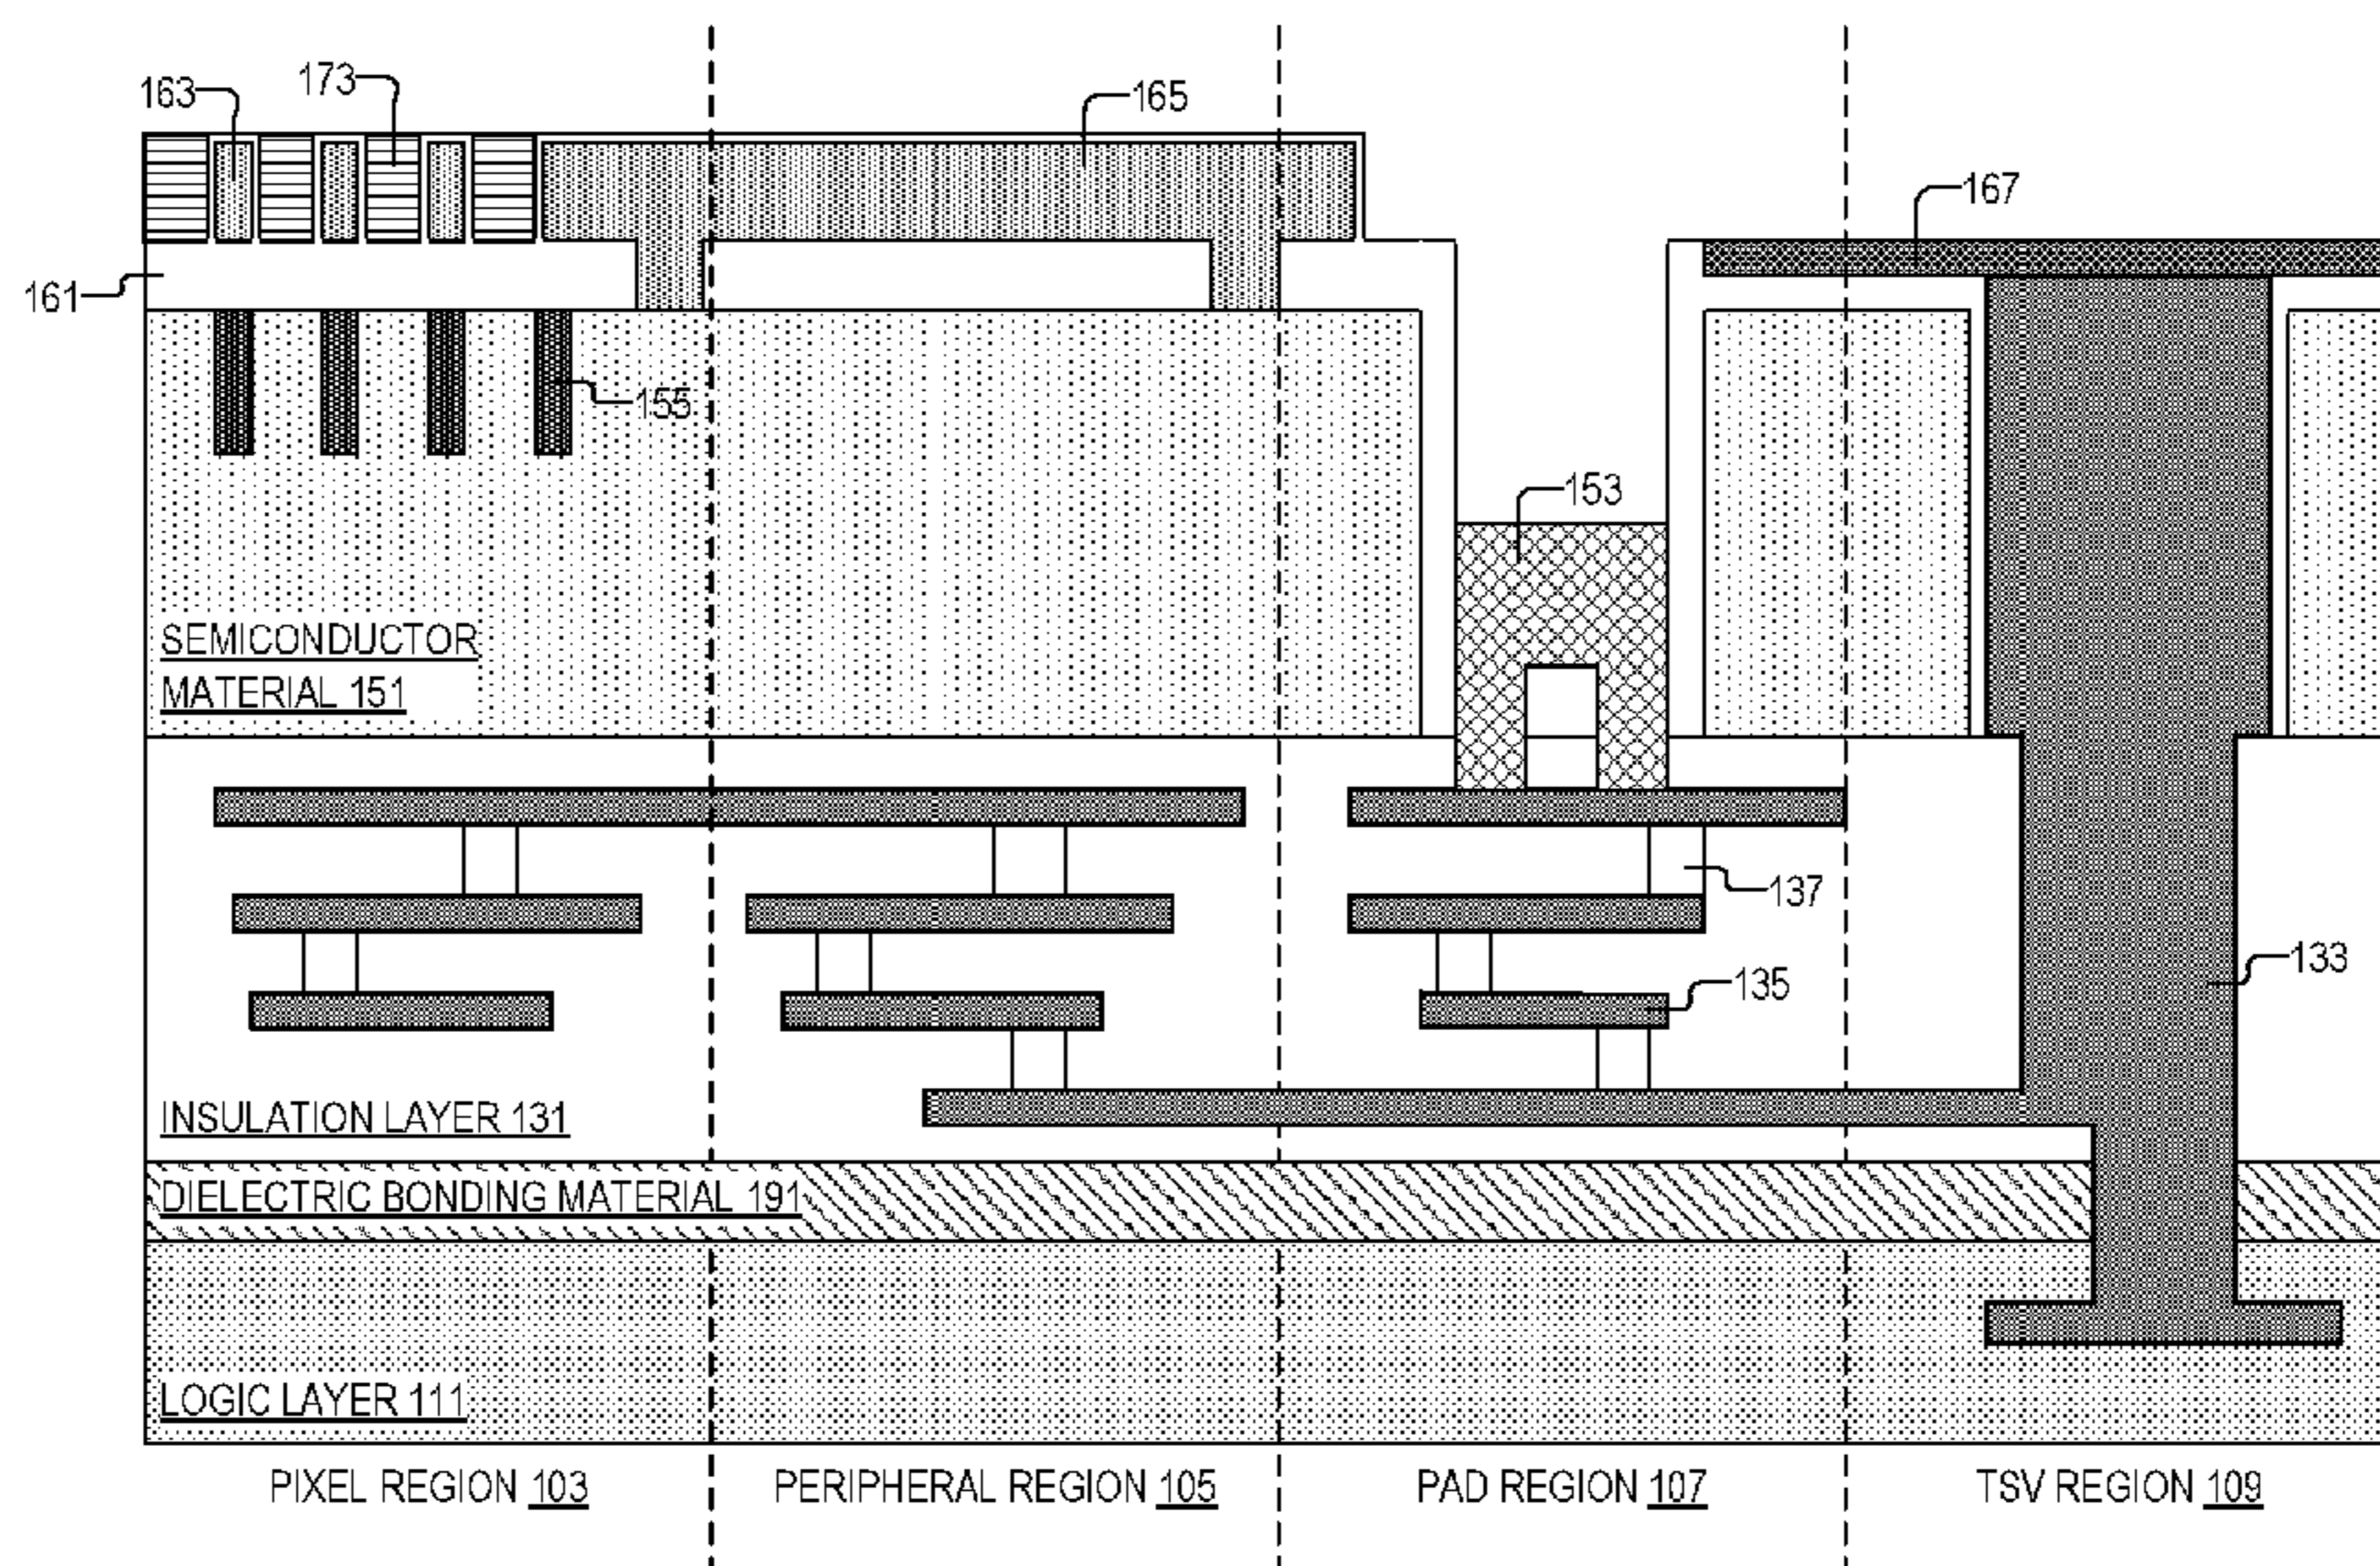 163
173
165
167
161
155
153
SEMICONDUCTOR
MATERIAL 151
137
133
135
INSULATION LAYER 131
DIELECTRIC BONDING MATERIAL 191
LOGIC LAYER 111
PIXEL REGION 103
PERIPHERAL REGION 105
PAD REGION 107
TSV REGION 109